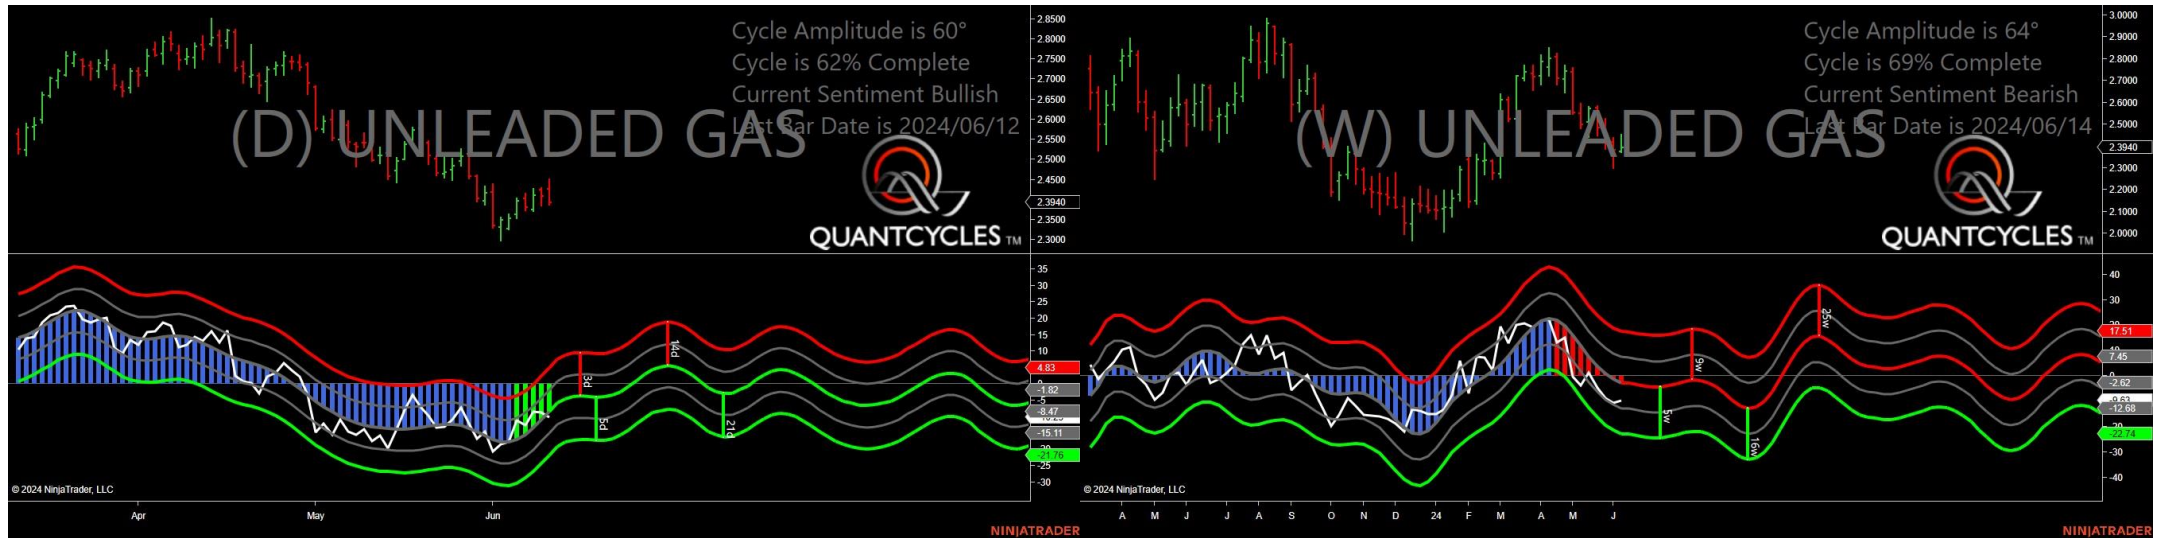 Cycle Amplitude is 60°
Cycle is 62% Complete
Current Sentiment Bullish
Last Bar Date is 2024/06/12
(D) UNLEADED GAS
QUANTCYCLES TM
2.8500
2.8000
2.7500
2.7000
2.6500
2.6000
2.5500
2.5000
2.4500
2.3940
2.3500
2.3000
35
30
25
20
15
10
4.83
-1.82
-5
-8.47
-15.11
-21.76
-25
-30
3d
5d
14d
21d
© 2024 NinjaTrader, LLC
Apr May Jun
NINJATRADER
Cycle Amplitude is 64°
Cycle is 69% Complete
Current Sentiment Bearish
Last Bar Date is 2024/06/14
(W) UNLEADED GAS
QUANTCYCLES TM
3.0000
2.9000
2.8000
2.7000
2.6000
2.5000
2.3940
2.3000
2.2000
2.1000
2.0000
40
30
17.51
7.45
-2.62
-9.63
-12.68
-22.74
-30
-40
5w
9w
16w
25w
© 2024 NinjaTrader, LLC
A M J J A S O N D 24 F M A M J
NINJATRADER